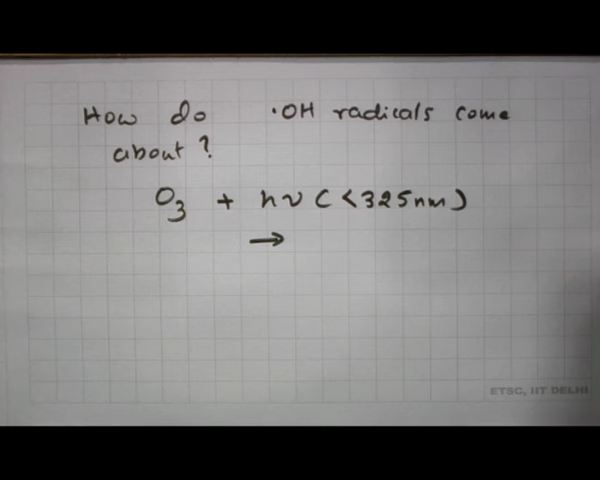 How do ·OH radicals come
about?
O₃ + hν (<325nm)
→
ETSC, IIT DELHI